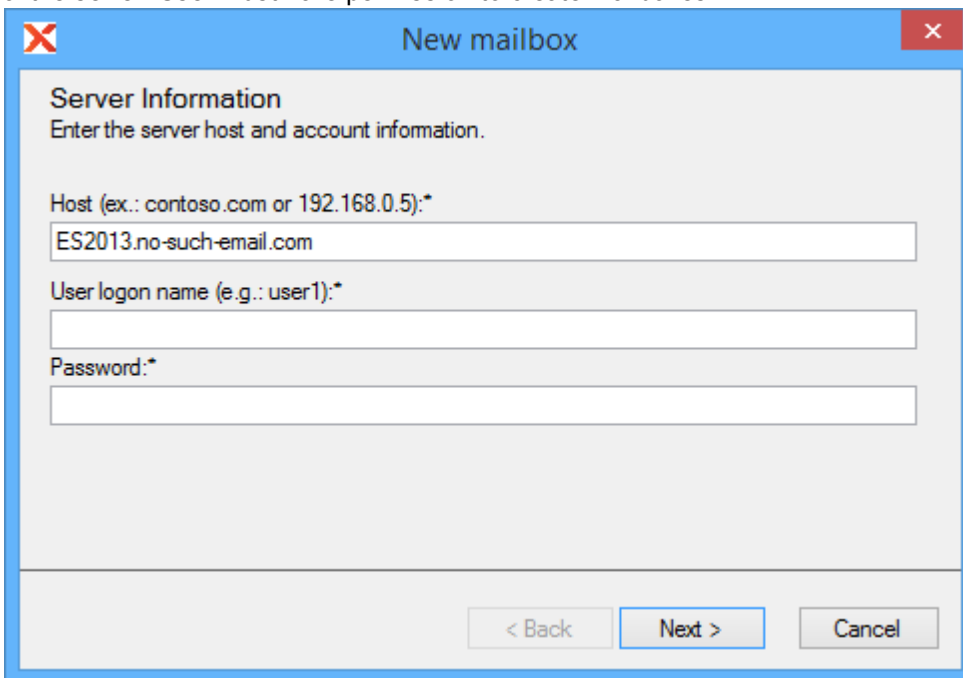 New mailbox
Server Information
Enter the server host and account information.
Host (ex.: contoso.com or 192.168.0.5):*
ES2013.no-such-email.com
User logon name (e.g.: user1):*
Password:*
< Back Next > Cancel